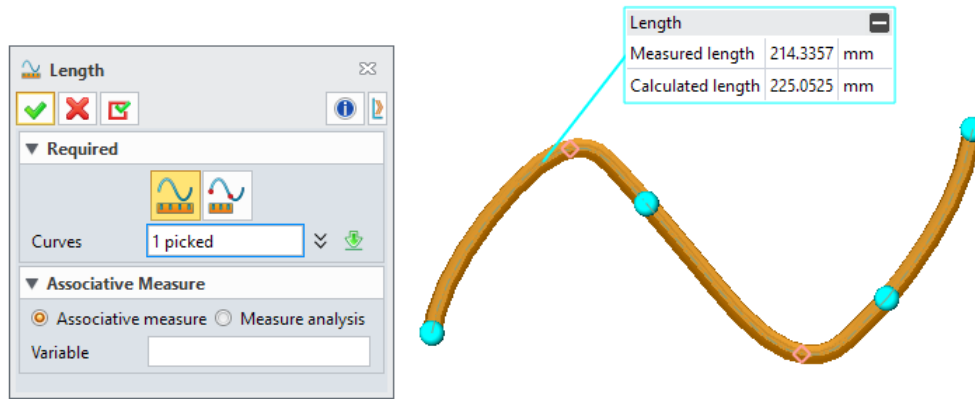 Length
Required
Curves 1 picked
Associative Measure
Associative measure Measure analysis
Variable
Length
Measured length 214.3357 mm
Calculated length 225.0525 mm